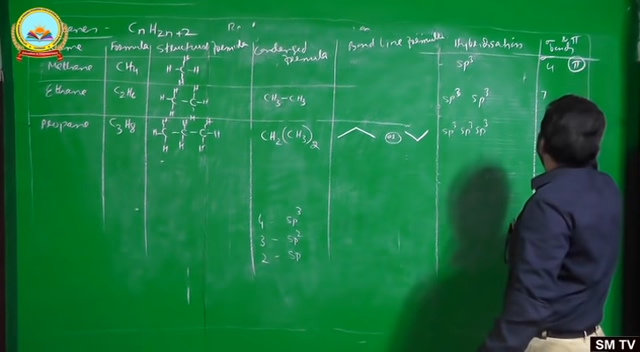 CnH2n+2
Formula Structural formula Condensed formula Bond Line formula Hybridisation σ & π bonds
Methane CH4 H H C H H - sp³ 4 π
Ethane C2H6 CH3-CH3 sp³ sp³ 7
Propane C3H8 CH2(CH3)2 or sp³ sp³ sp³
4 - sp³
3 - sp²
2 - sp
SM TV